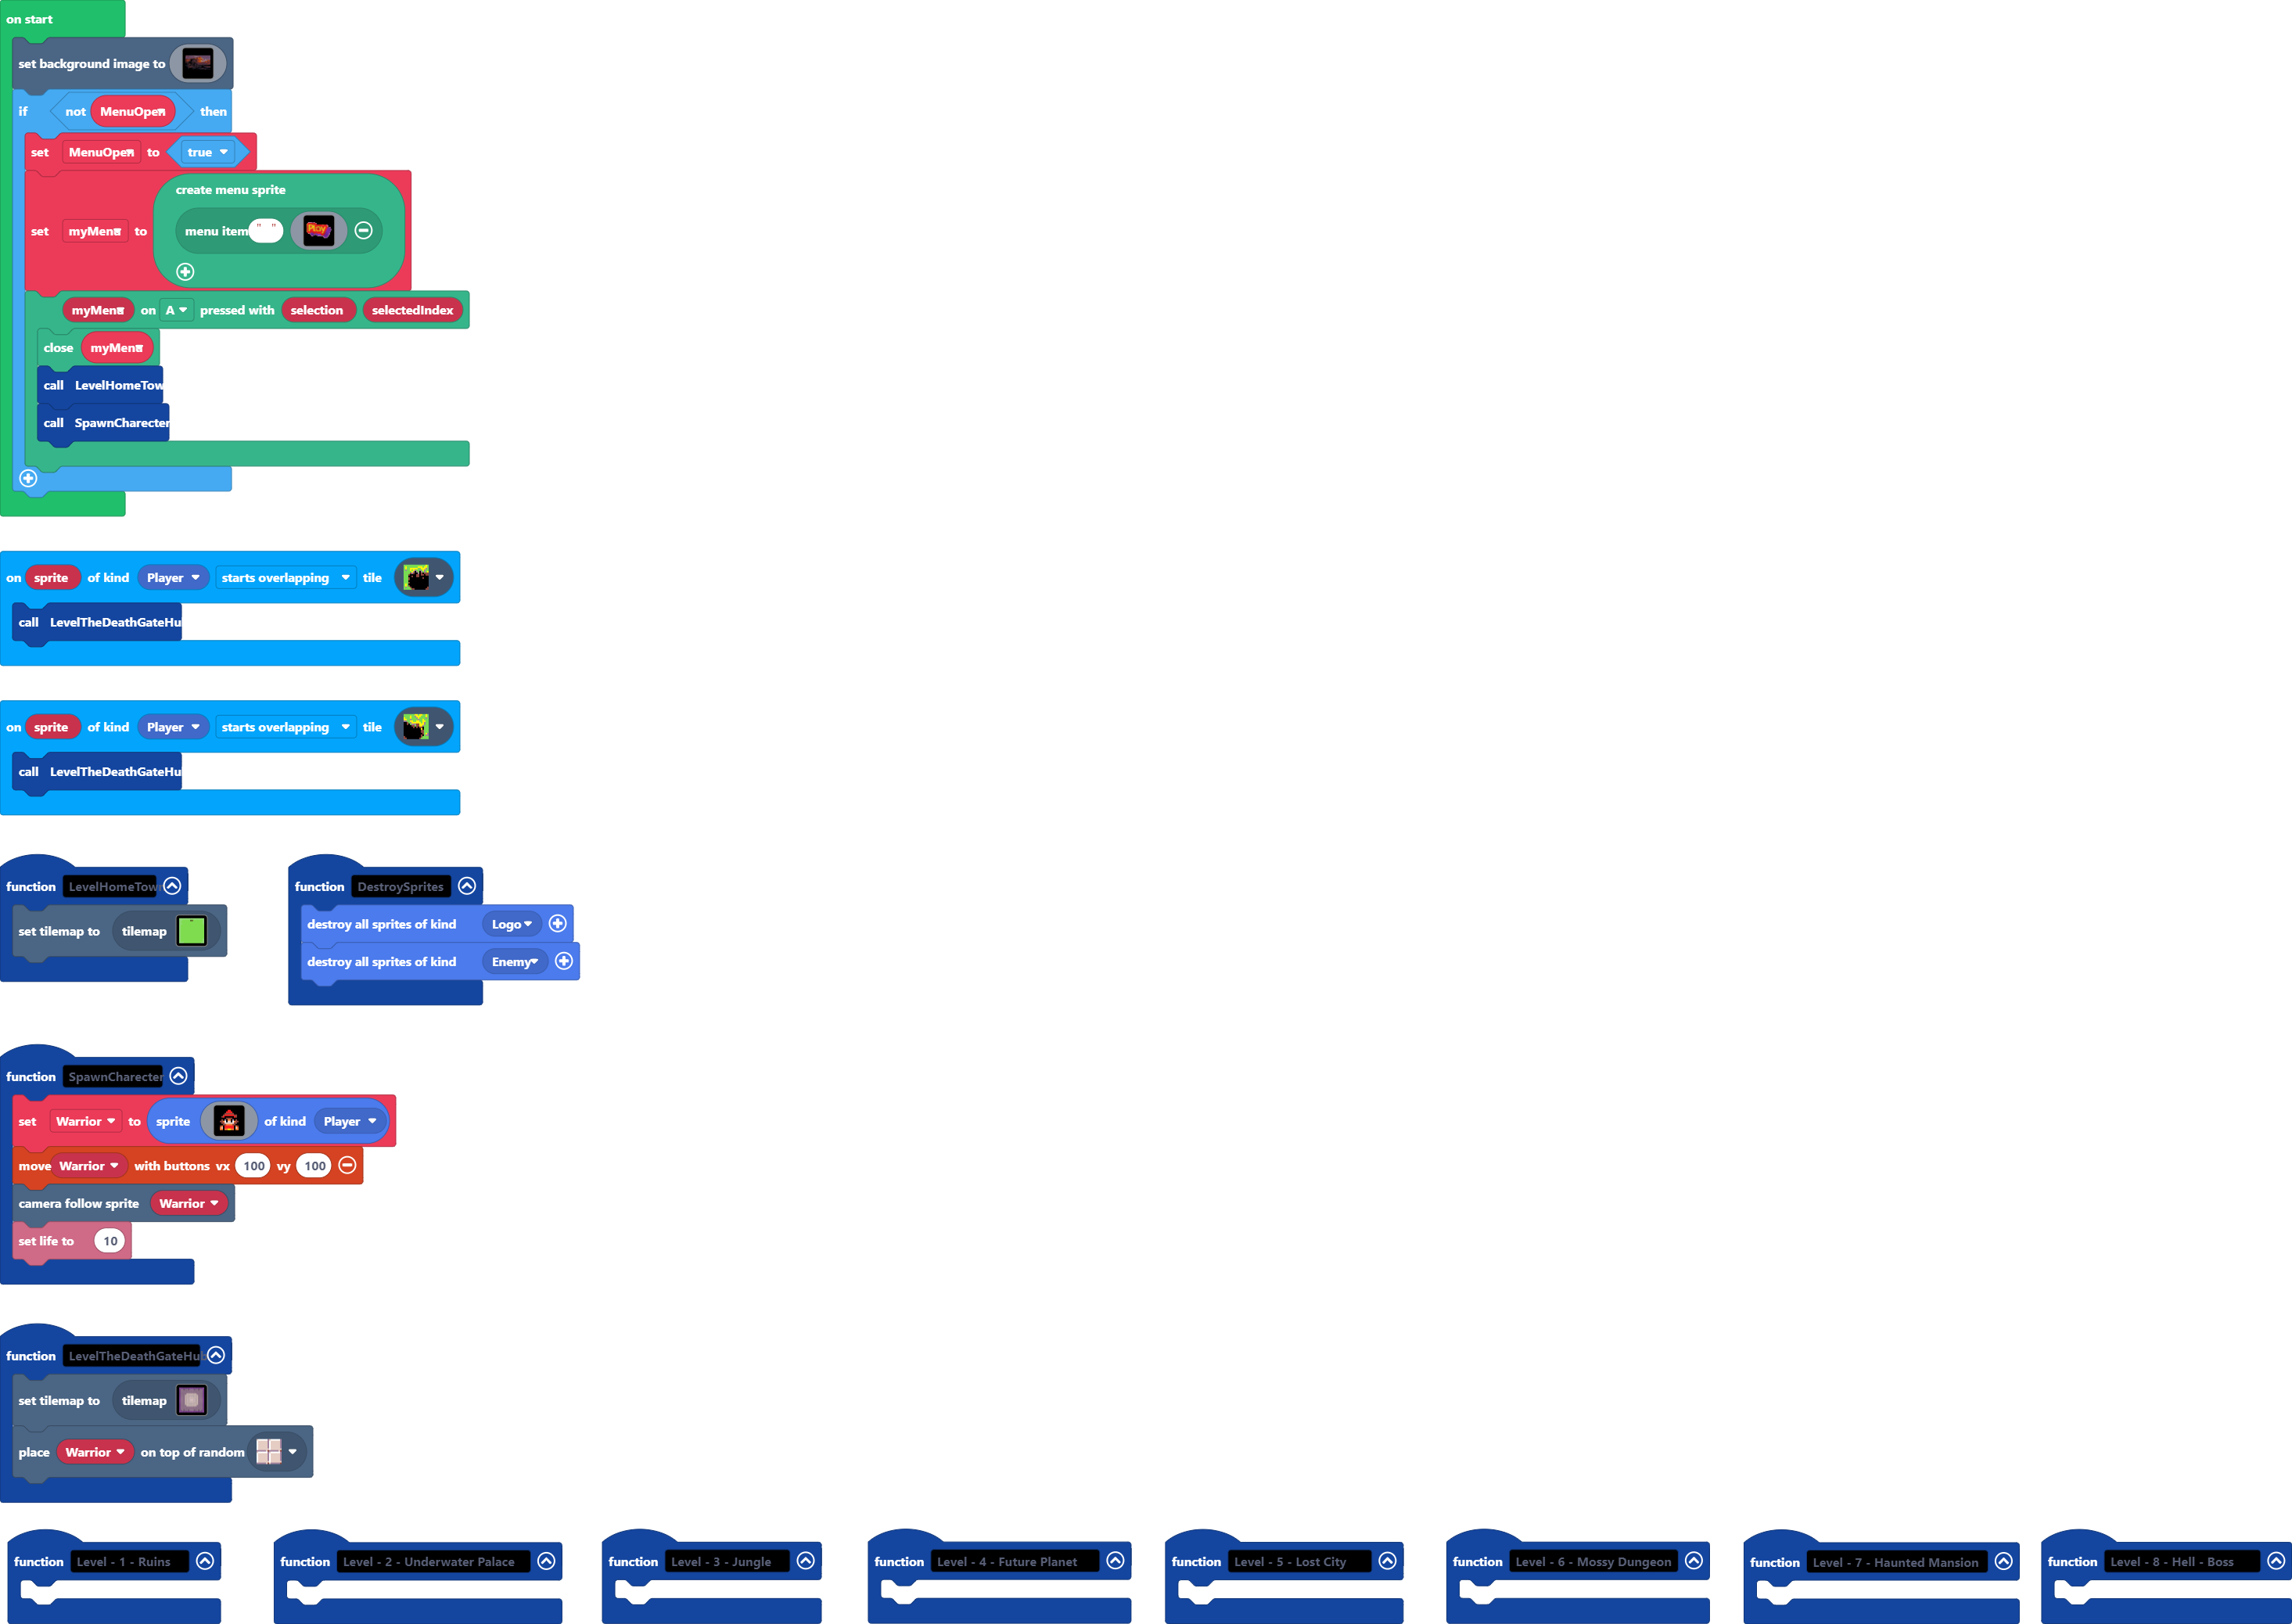 on start
set background image to
if not MenuOpen then
set MenuOpen to true
set myMenu to create menu sprite
menu item " " Play
myMenu on A pressed with selection selectedIndex
close myMenu
call LevelHomeTow
call SpawnCharecter
on sprite of kind Player starts overlapping tile
call LevelTheDeathGateHu
on sprite of kind Player starts overlapping tile
call LevelTheDeathGateHu
function LevelHomeTow
set tilemap to tilemap
function DestroySprites
destroy all sprites of kind Logo
destroy all sprites of kind Enemy
function SpawnCharecter
set Warrior to sprite of kind Player
move Warrior with buttons vx 100 vy 100
camera follow sprite Warrior
set life to 10
function LevelTheDeathGateHub
set tilemap to tilemap
place Warrior on top of random
function Level - 1 - Ruins
function Level - 2 - Underwater Palace
function Level - 3 - Jungle
function Level - 4 - Future Planet
function Level - 5 - Lost City
function Level - 6 - Mossy Dungeon
function Level - 7 - Haunted Mansion
function Level - 8 - Hell - Boss